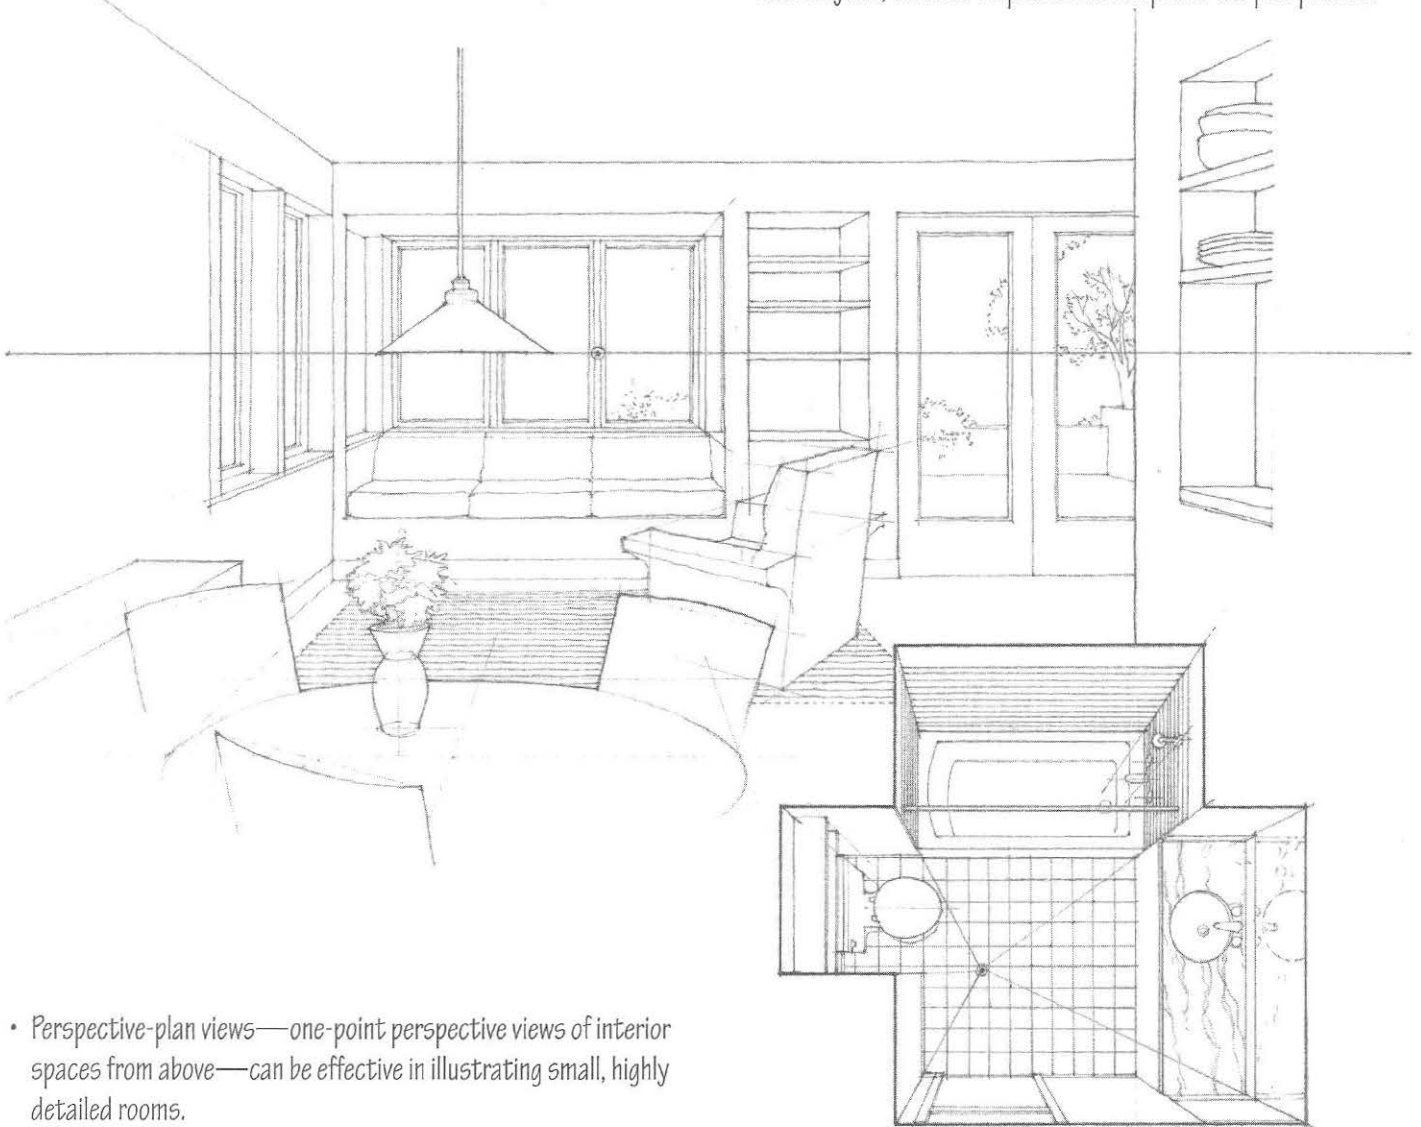 • Perspective-plan views—one-point perspective views of interior
spaces from above—can be effective in illustrating small, highly
detailed rooms.